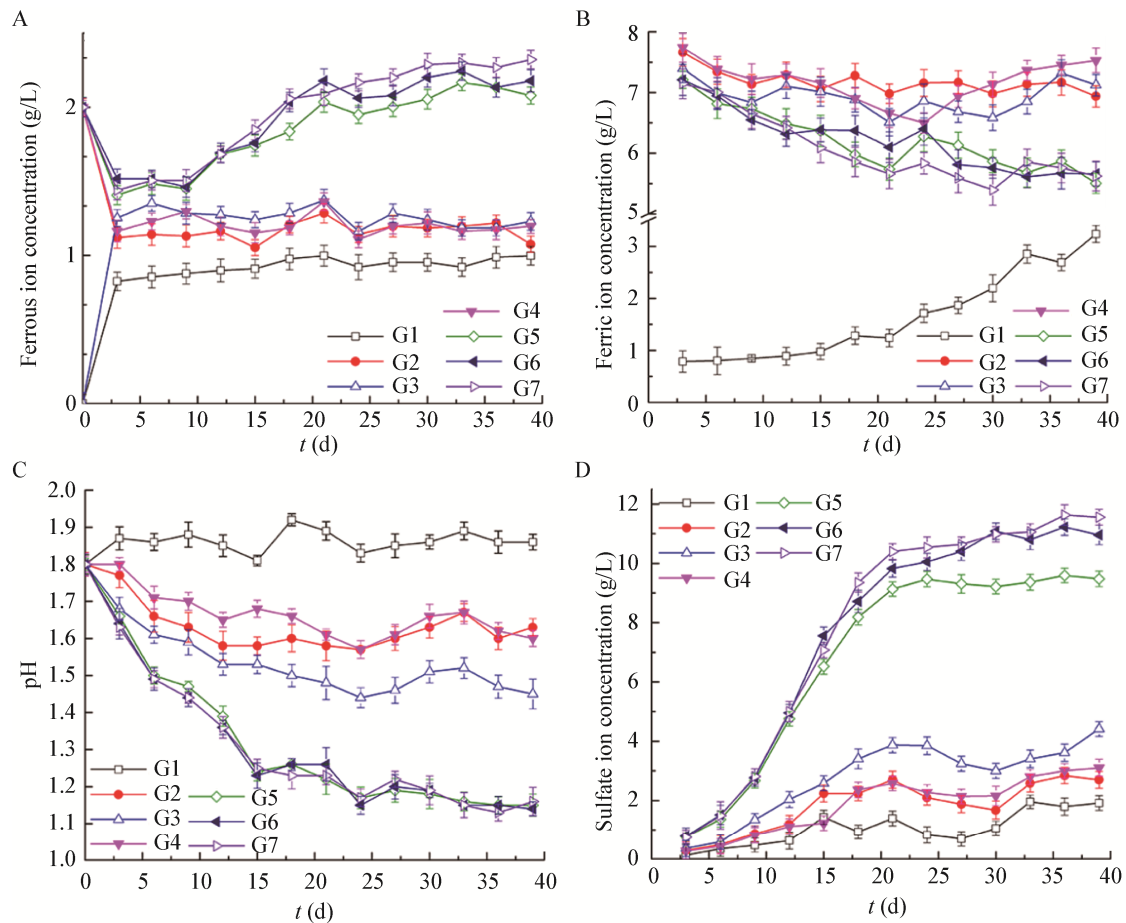 A
Ferrous ion concentration (g/L)
2
1
0
0 5 10 15 20 25 30 35 40
t (d)
G1
G2
G3
G4
G5
G6
G7
B
Ferric ion concentration (g/L)
8
7
6
5
3
2
1
0
0 5 10 15 20 25 30 35 40
t (d)
G1
G2
G3
G4
G5
G6
G7
C
pH
2.0
1.9
1.8
1.7
1.6
1.5
1.4
1.3
1.2
1.1
1.0
0 5 10 15 20 25 30 35 40
t (d)
G1
G2
G3
G4
G5
G6
G7
D
Sulfate ion concentration (g/L)
12
10
8
6
4
2
0
0 5 10 15 20 25 30 35 40
t (d)
G1
G2
G3
G4
G5
G6
G7